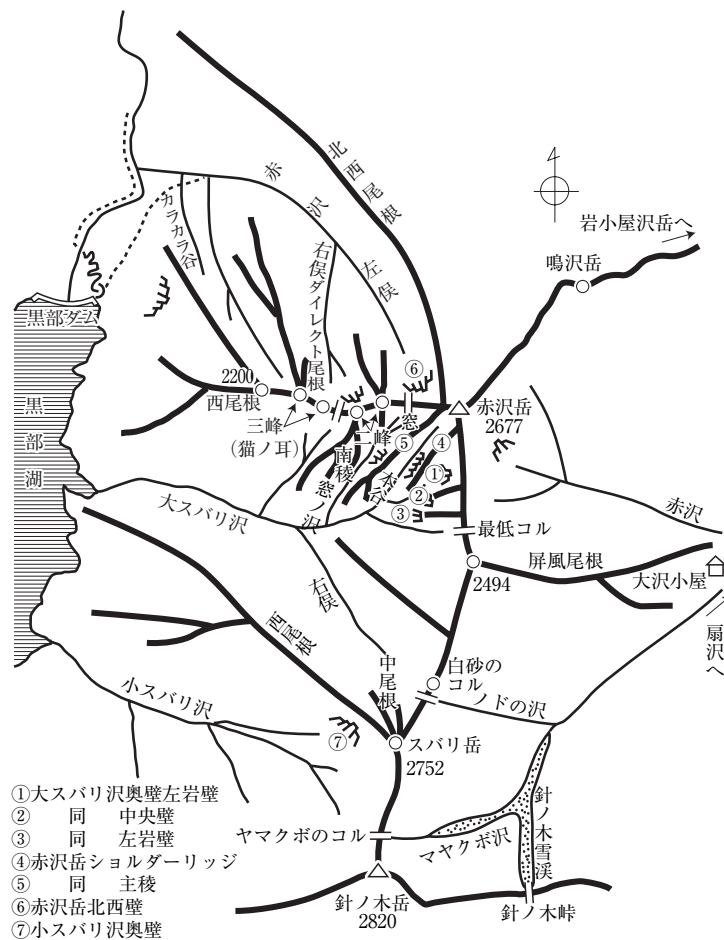 北西尾根
赤沢
左俣
カラカラ谷
右俣ダイレクト尾根
岩小屋沢岳へ
鳴沢岳
黒部ダム
黒部湖
2200
西尾根
三峰
(猫ノ耳)
二峰
南稜
窓ノ沢
窓
本谷
⑥
⑤
④
①
②
③
赤沢岳
2677
最低コル
赤沢
大スバリ沢
右俣
西尾根
屏風尾根
2494
大沢小屋
扇沢へ
白砂の
コル
ノドの沢
中尾根
小スバリ沢
⑦
スバリ岳
2752
ヤマクボのコル
マヤクボ沢
針ノ木雪渓
針ノ木岳
2820
針ノ木峠
①大スバリ沢奥壁左岩壁
② 同 中央壁
③ 同 左岩壁
④赤沢岳ショルダーリッジ
⑤ 同 主稜
⑥赤沢岳北西壁
⑦小スバリ沢奥壁